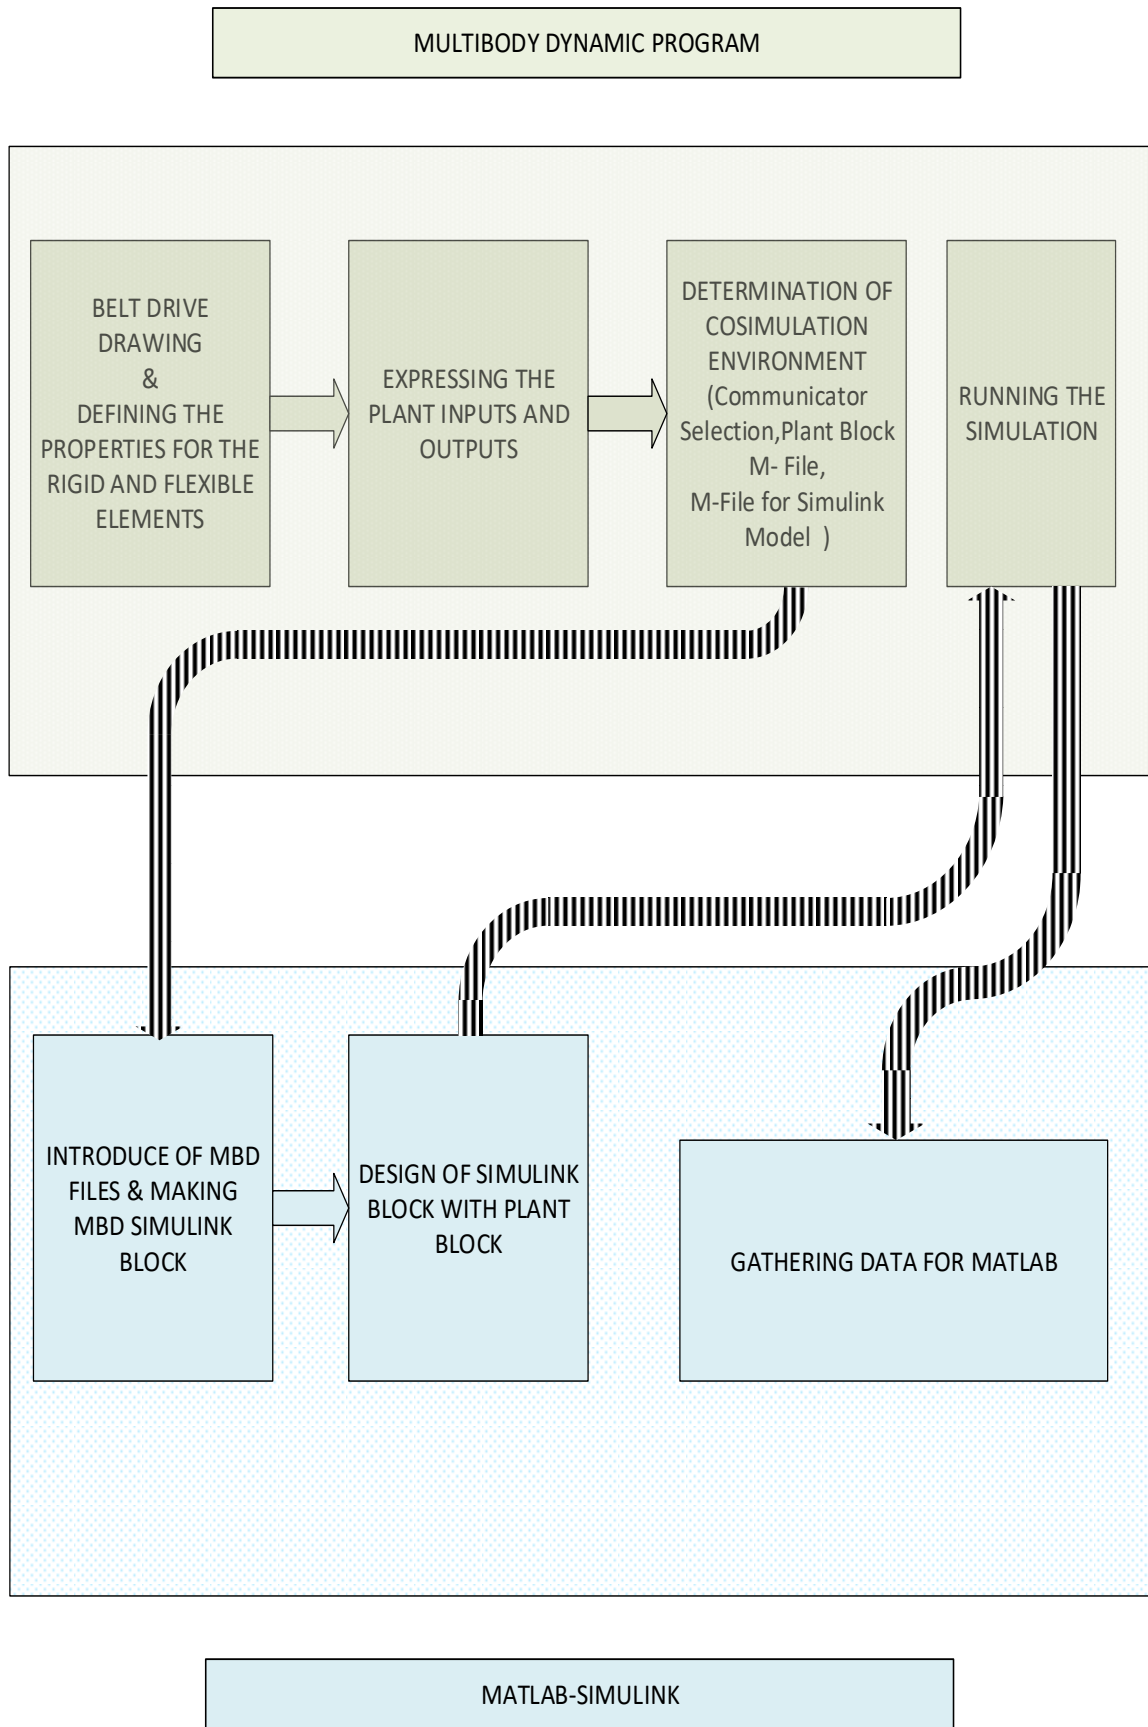 MULTIBODY DYNAMIC PROGRAM
BELT DRIVE
DRAWING
&
DEFINING THE
PROPERTIES FOR THE
RIGID AND FLEXIBLE
ELEMENTS
EXPRESSING THE
PLANT INPUTS AND
OUTPUTS
DETERMINATION OF
COSIMULATION
ENVIRONMENT
(Communicator
Selection,Plant Block
M- File,
M-File for Simulink
Model  )
RUNNING THE
SIMULATION
INTRODUCE OF MBD
FILES & MAKING
MBD SIMULINK
BLOCK
DESIGN OF SIMULINK
BLOCK WITH PLANT
BLOCK
GATHERING DATA FOR MATLAB
MATLAB-SIMULINK